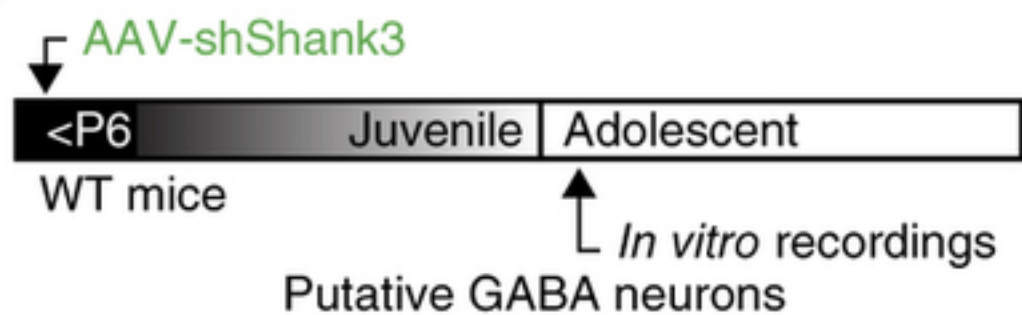 AAV-shShank3
<P6 Juvenile Adolescent
WT mice
In vitro recordings
Putative GABA neurons